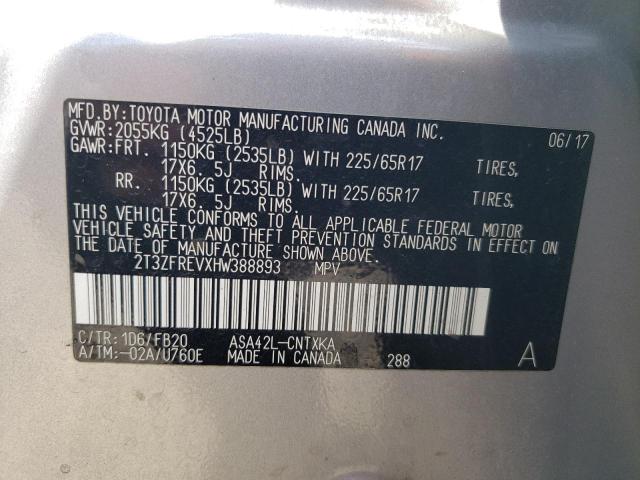 MFD.BY:TOYOTA MOTOR MANUFACTURING CANADA INC. 06/17
GVWR:2055KG (4525LB)
GAWR:FRT. 1150KG (2535LB) WITH 225/65R17 TIRES,
17X6. 5J RIMS.
RR. 1150KG (2535LB) WITH 225/65R17 TIRES,
17X6. 5J RIMS.
THIS VEHICLE CONFORMS TO ALL APPLICABLE FEDERAL MOTOR
VEHICLE SAFETY AND THEFT PREVENTION STANDARDS IN EFFECT ON
THE DATE OF MANUFACTURE SHOWN ABOVE.
2T3ZFREVXHW388893 MPV
C/TR:1D6/FB20 ASA42L-CNTXKA
A/TM:-02A/U760E MADE IN CANADA 288 A